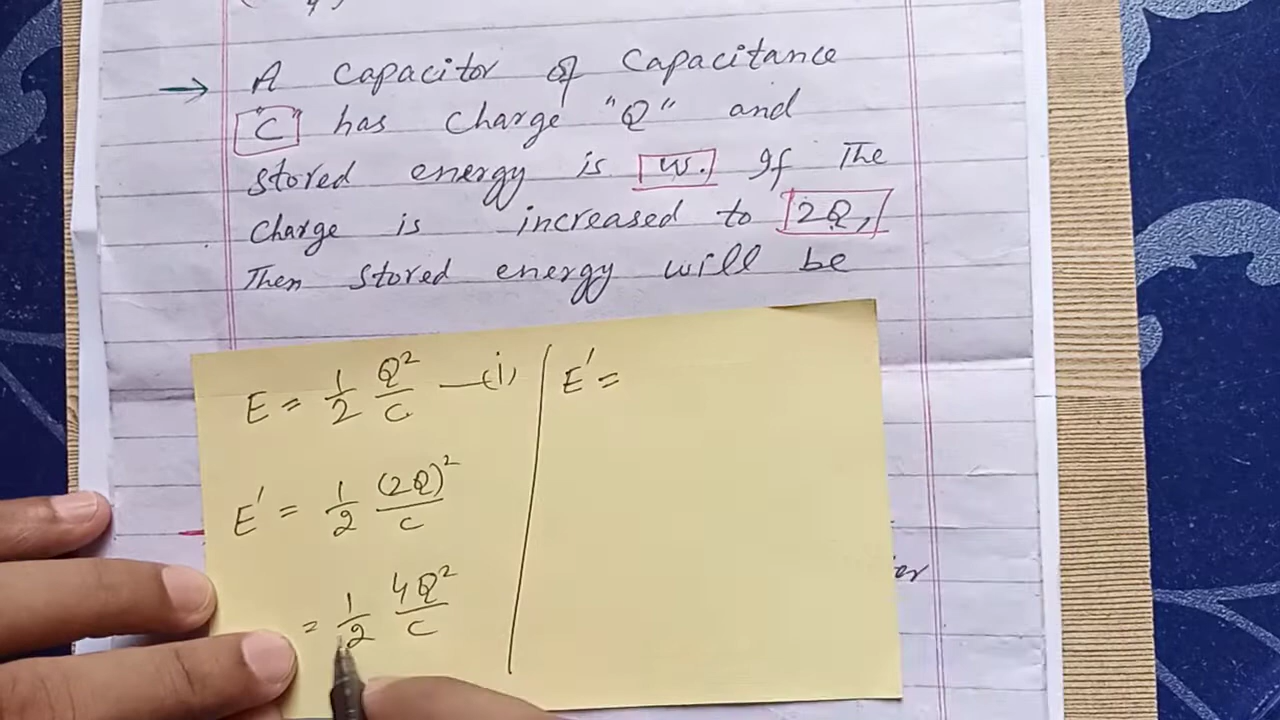 → A capacitor of capacitance
"C" has charge "Q" and
stored energy is W. If The
charge is increased to 2Q,
Then stored energy will be
E = 1/2 Q²/C —(i)
E' = 1/2 (2Q)²/C
= 1/2 4Q²/C
E' =